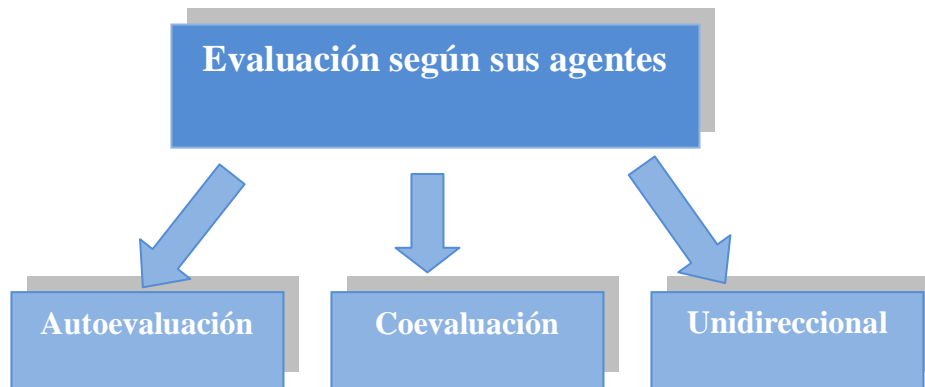 Evaluación según sus agentes
Autoevaluación
Coevaluación
Unidireccional